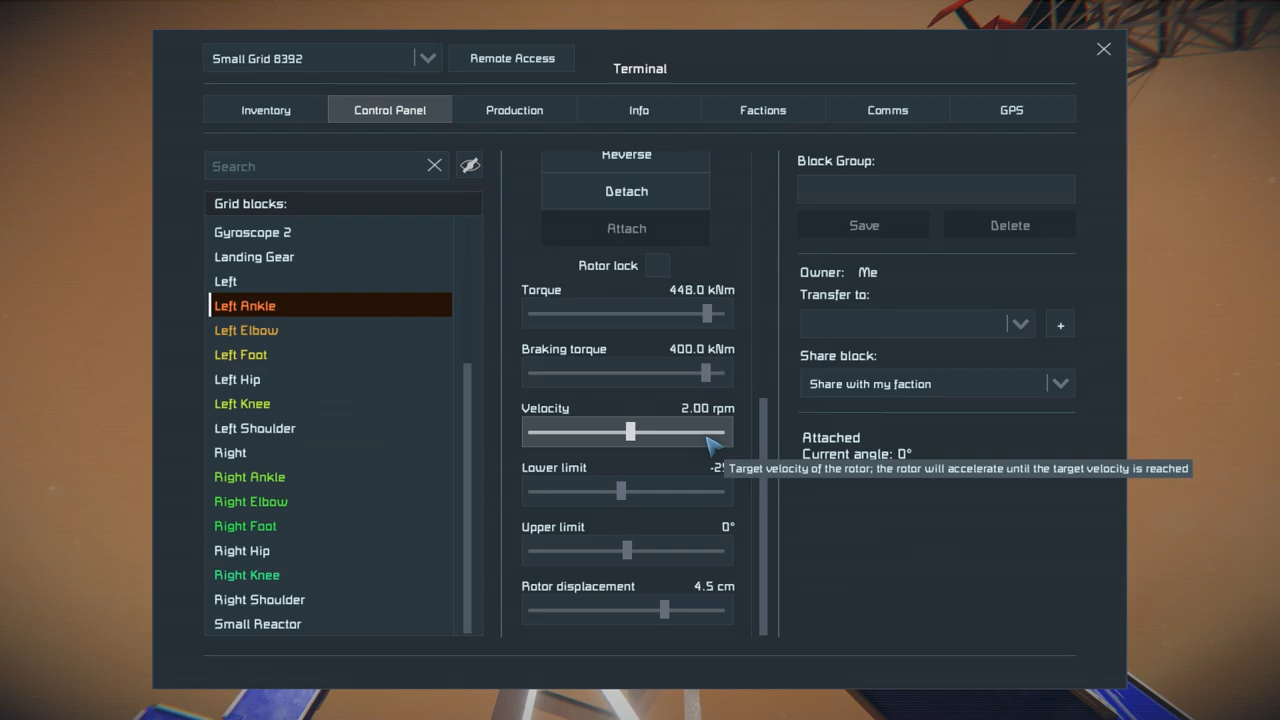 Small Grid 8392
Remote Access
Terminal
Inventory
Control Panel
Production
Info
Factions
Comms
GPS
Search
Grid blocks:
Gyroscope 2
Landing Gear
Left
Left Ankle
Left Elbow
Left Foot
Left Hip
Left Knee
Left Shoulder
Right
Right Ankle
Right Elbow
Right Foot
Right Hip
Right Knee
Right Shoulder
Small Reactor
Reverse
Detach
Attach
Rotor lock
Torque 448.0 kNm
Braking torque 400.0 kNm
Velocity 2.00 rpm
Lower limit
Upper limit 0°
Rotor displacement 4.5 cm
Block Group:
Save
Delete
Owner: Me
Transfer to:
+
Share block:
Share with my faction
Attached
Current angle: 0°
Target velocity of the rotor; the rotor will accelerate until the target velocity is reached